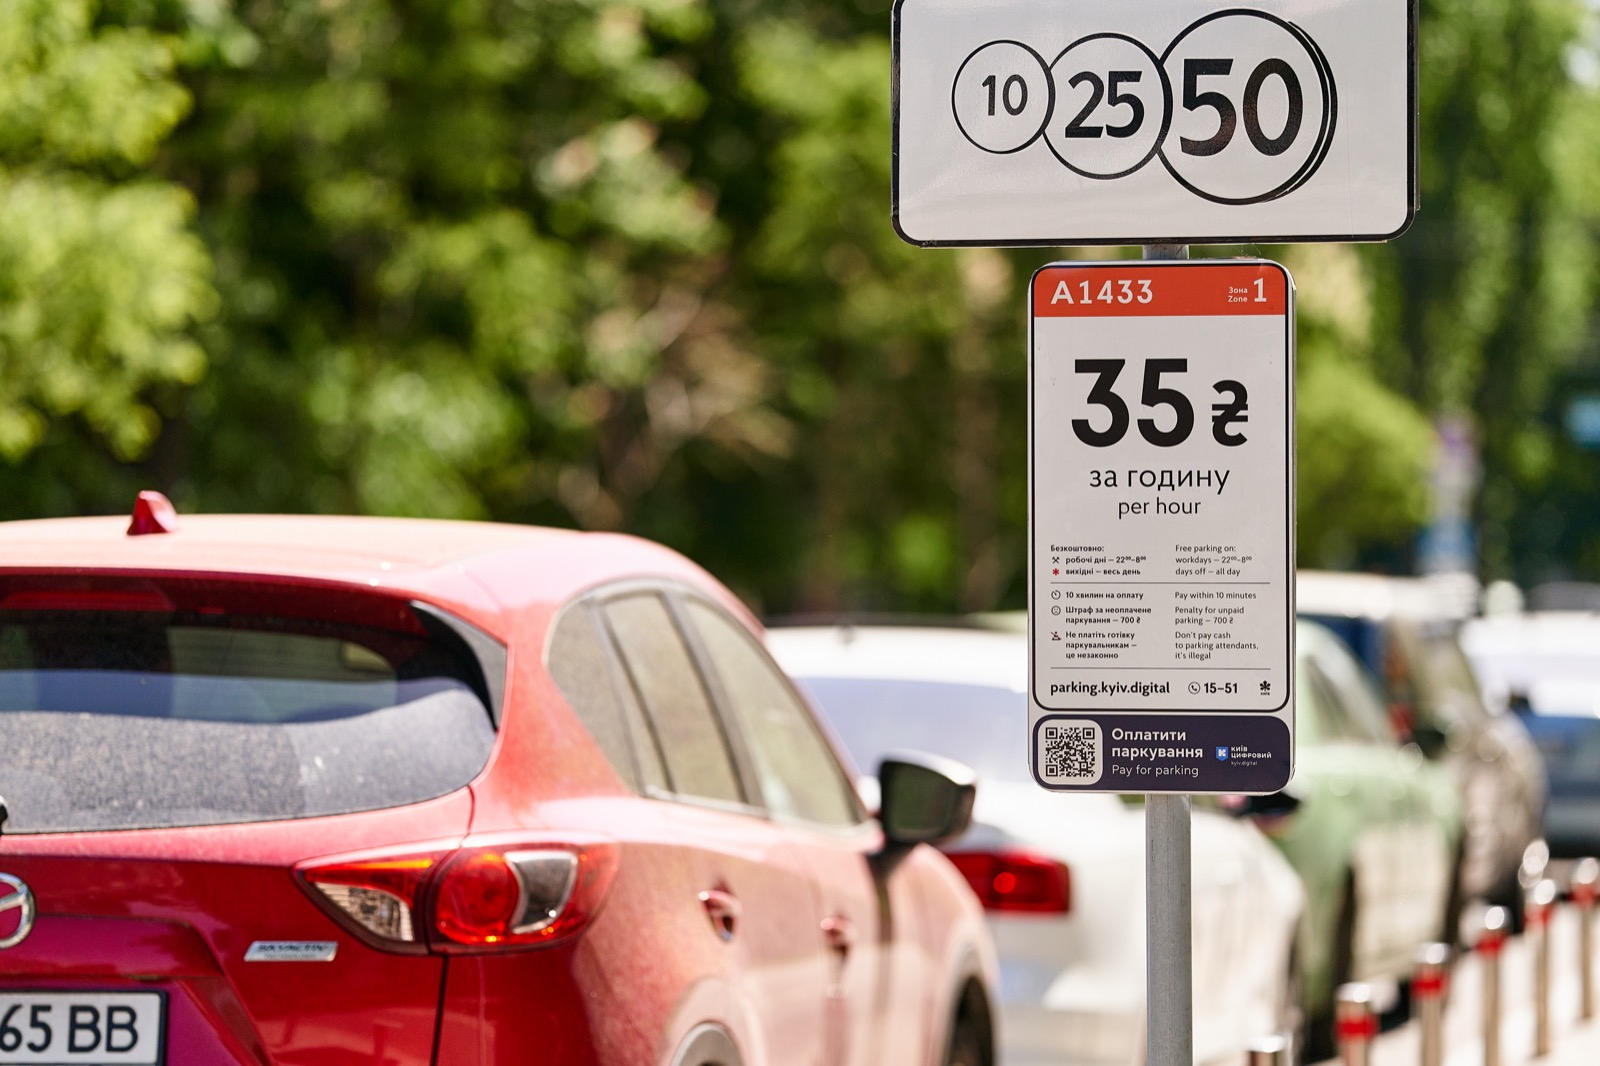 10 25 50
A1433 Зона Zone 1
35 ₴
за годину
per hour
Безкоштовно:
робочі дні – 22⁰⁰–8⁰⁰
вихідні – весь день
Free parking on:
workdays – 22⁰⁰–8⁰⁰
days off – all day
10 хвилин на оплату
Pay within 10 minutes
Штраф за неоплачене
паркування – 700 ₴
Penalty for unpaid
parking – 700 ₴
Не платіть готівку
паркувальникам –
це незаконно
Don't pay cash
to parking attendants,
it's illegal
parking.kyiv.digital 15-51
Оплатити
паркування
Pay for parking
київ
цифровий
kyiv.digital
65 BB